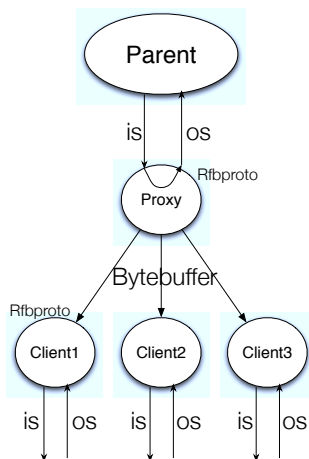 Parent
is os
Rfbproto
Proxy
Bytebuffer
Rfbproto
Client1 Client2 Client3
is os is os is os